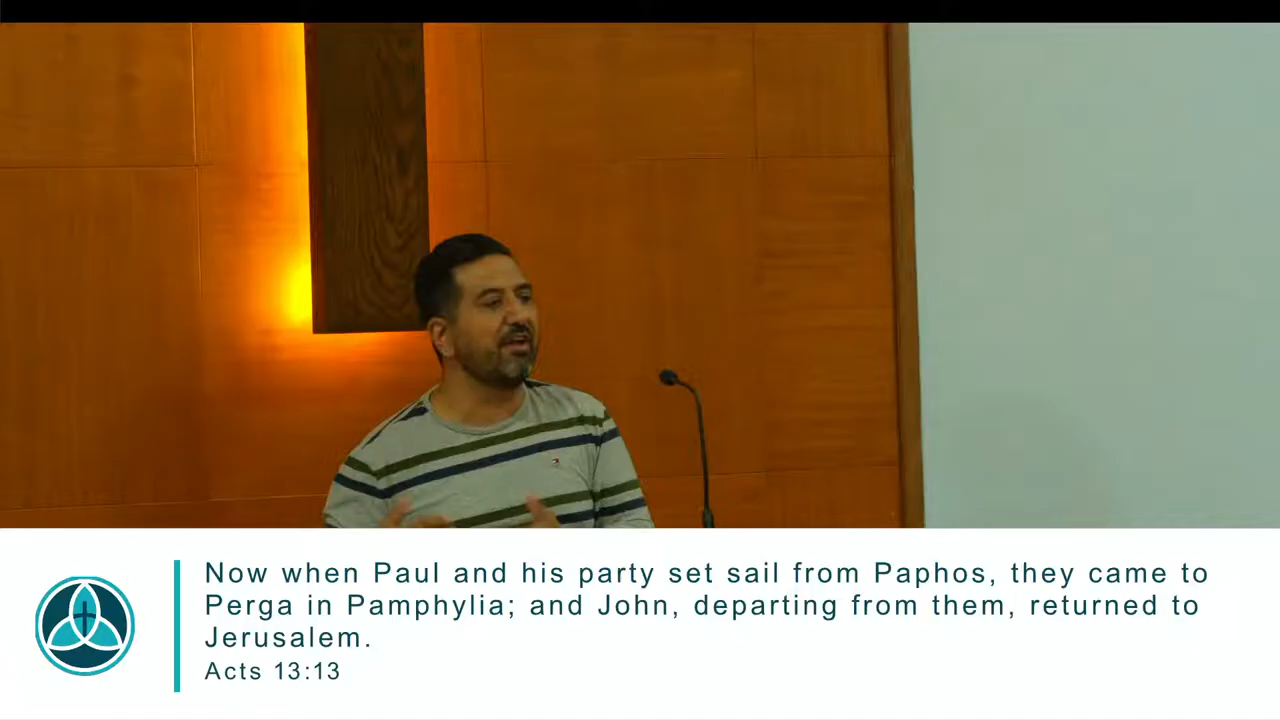 Now when Paul and his party set sail from Paphos, they came to
Perga in Pamphylia; and John, departing from them, returned to
Jerusalem.
Acts 13:13